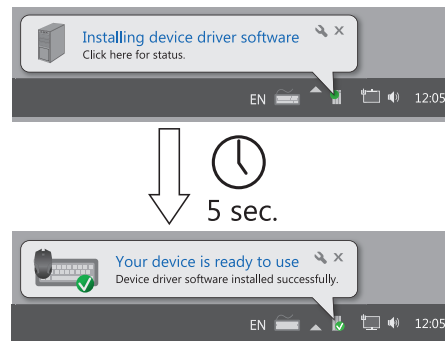 Installing device driver software
Click here for status.
EN 12:05
5 sec.
Your device is ready to use
Device driver software installed successfully.
EN 12:05